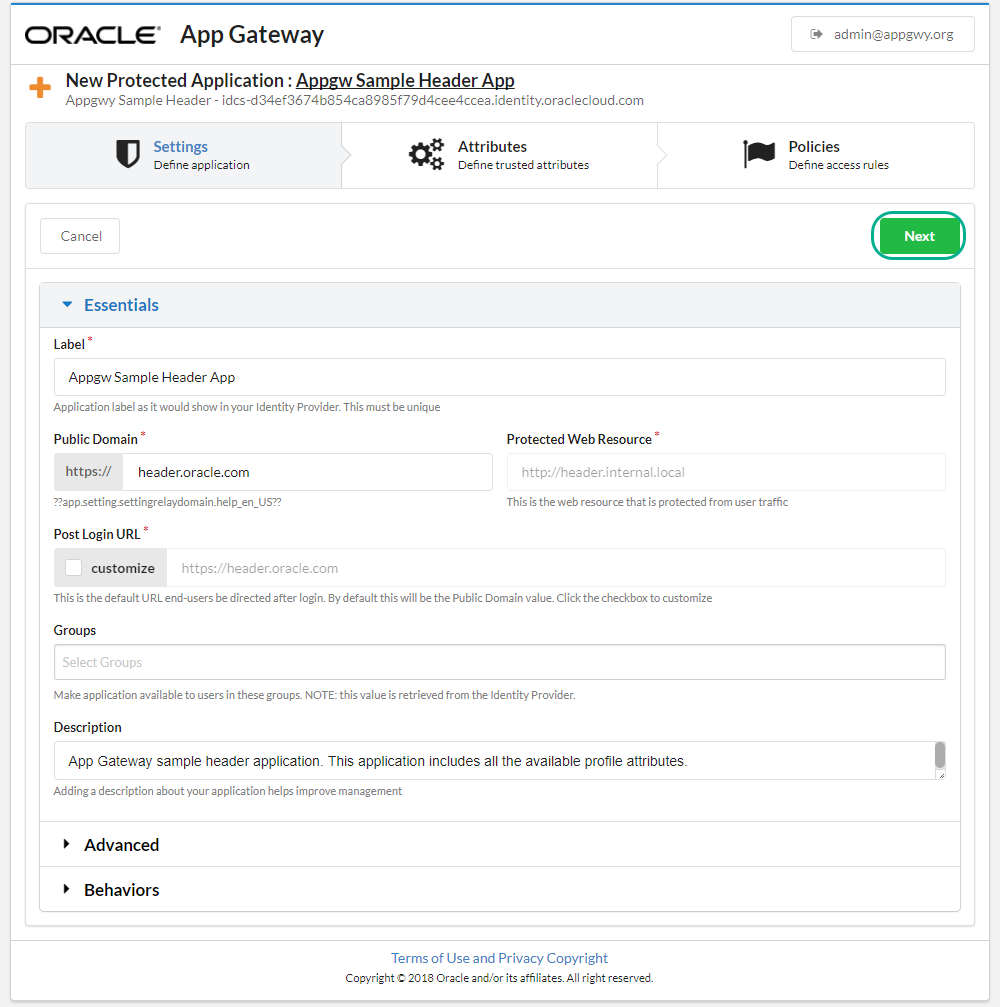 ORACLE® App Gateway
admin@appgwy.org
New Protected Application : Appgw Sample Header App
Appgwy Sample Header - idcs-d34ef3674b854ca8985f79d4cee4ccea.identity.oraclecloud.com
Settings
Define application
Attributes
Define trusted attributes
Policies
Define access rules
Cancel
Next
Essentials
Label *
Appgw Sample Header App
Application label as it would show in your Identity Provider. This must be unique
Public Domain *
https:// header.oracle.com
??app.setting.settingrelaydomain.help_en_US??
Protected Web Resource *
http://header.internal.local
This is the web resource that is protected from user traffic
Post Login URL *
customize https://header.oracle.com
This is the default URL end-users be directed after login. By default this will be the Public Domain value. Click the checkbox to customize
Groups
Select Groups
Make application available to users in these groups. NOTE: this value is retrieved from the Identity Provider.
Description
App Gateway sample header application. This application includes all the available profile attributes.
Adding a description about your application helps improve management
Advanced
Behaviors
Terms of Use and Privacy Copyright
Copyright © 2018 Oracle and/or its affiliates. All right reserved.